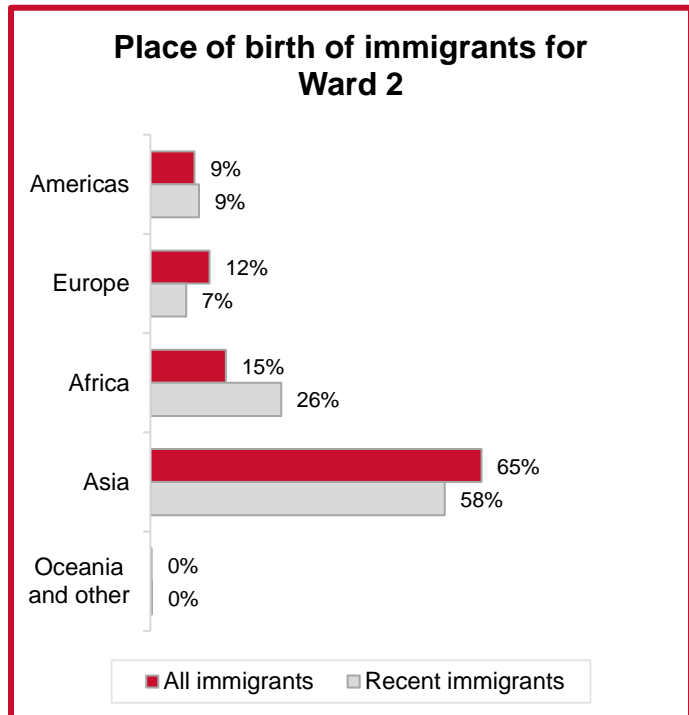 Place of birth of immigrants for
Ward 2
Americas
9%
9%
Europe
12%
7%
Africa
15%
26%
Asia
65%
58%
Oceania
and other
0%
0%
All immigrants
Recent immigrants